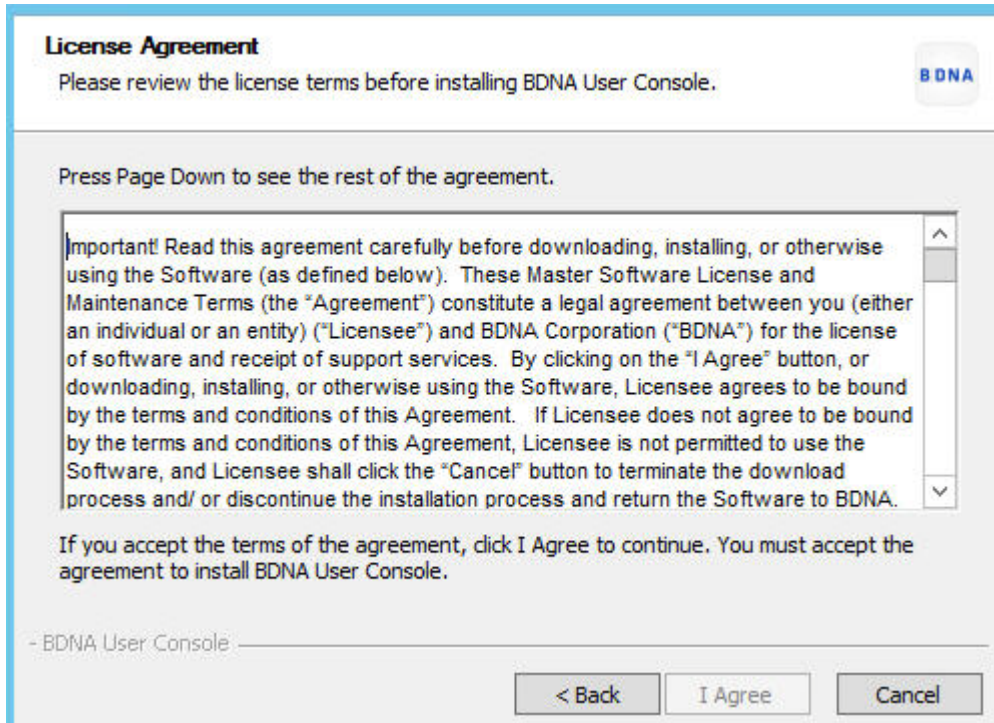 License Agreement
Please review the license terms before installing BDNA User Console.
BDNA
Press Page Down to see the rest of the agreement.
Important! Read this agreement carefully before downloading, installing, or otherwise
using the Software (as defined below).  These Master Software License and
Maintenance Terms (the “Agreement”) constitute a legal agreement between you (either
an individual or an entity) (“Licensee”) and BDNA Corporation (“BDNA”) for the license
of software and receipt of support services.  By clicking on the “I Agree” button, or
downloading, installing, or otherwise using the Software, Licensee agrees to be bound
by the terms and conditions of this Agreement.   If Licensee does not agree to be bound
by the terms and conditions of this Agreement, Licensee is not permitted to use the
Software, and Licensee shall click the “Cancel” button to terminate the download
process and/ or discontinue the installation process and return the Software to BDNA.
If you accept the terms of the agreement, click I Agree to continue. You must accept the
agreement to install BDNA User Console.
- BDNA User Console
< Back I Agree Cancel